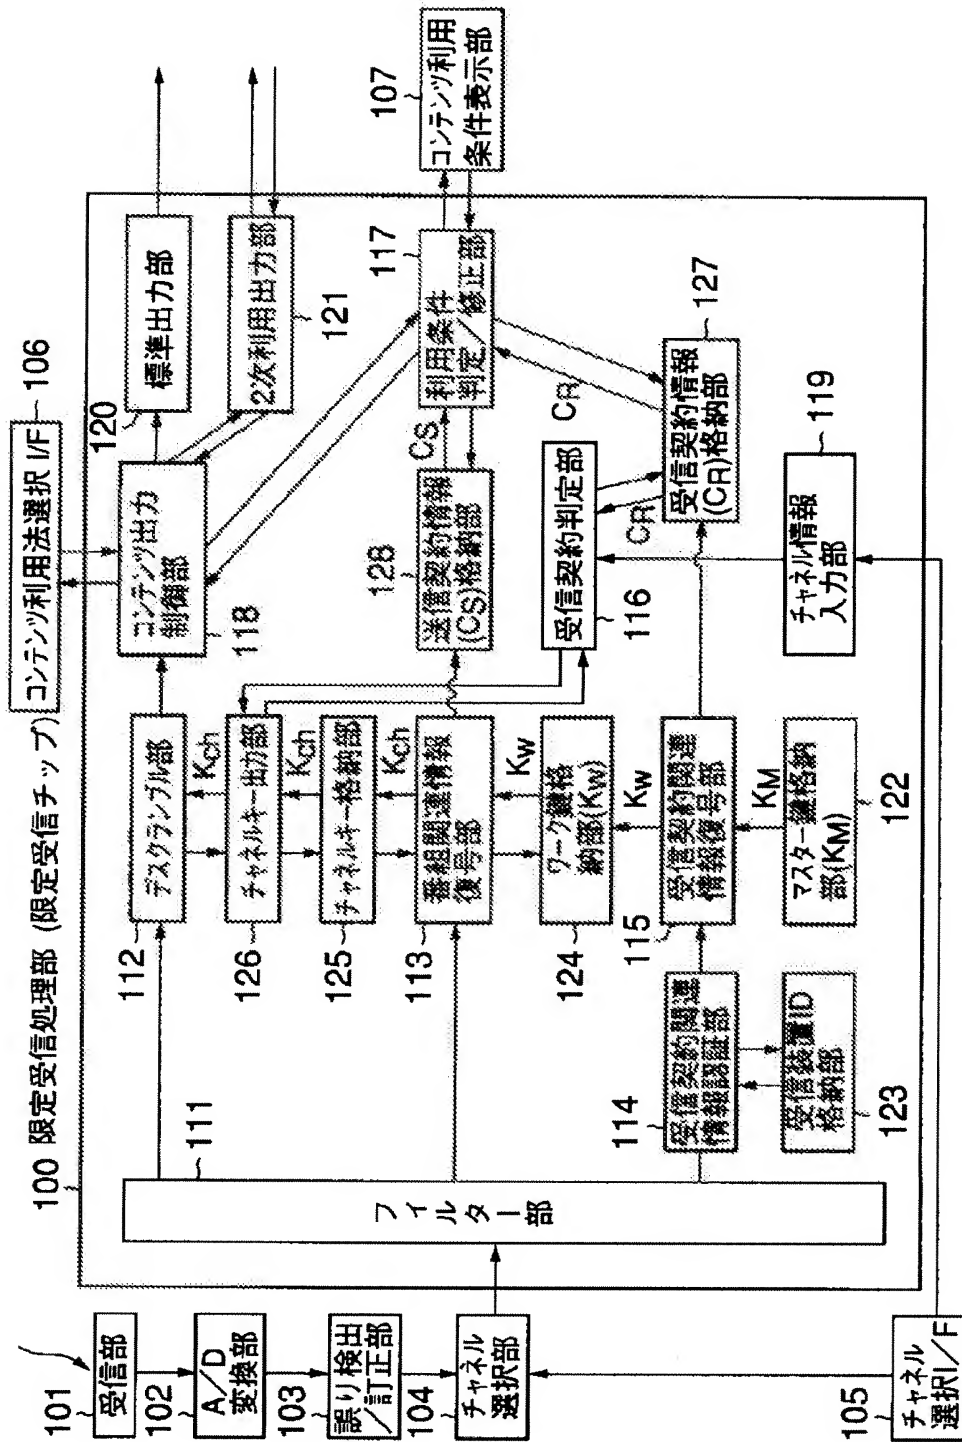 100 限定受信処理部 (限定受信チップ)
コンテンツ利用法選択 I/F
106
101
受信部
102
A/D
変換部
103
誤り検出
/訂正部
104
チャネル
選択部
105
チャネル
選択I/F
111
フィルター部
112
デスクランブル部
Kch
126
チャネルキー出力部
Kch
125
チャネルキー格納部
Kch
113
番組関連情報
復号部
Kw
124
ワーク鍵格
納部(Kw)
Kw
115
受信契約関連
情報復号部
KM
122
マスター鍵格納
部(KM)
114
受信契約関連
情報認証部
123
受信装置ID
格納部
118
コンテンツ出力
制御部
120
標準出力部
121
2次利用出力部
128
送信契約情報
(CS)格納部
CS
117
利用条件
判定/修正部
107
コンテンツ利用
条件表示部
116
受信契約判定部
CR
CR
127
受信契約情報
(CR)格納部
119
チャネル情報
入力部